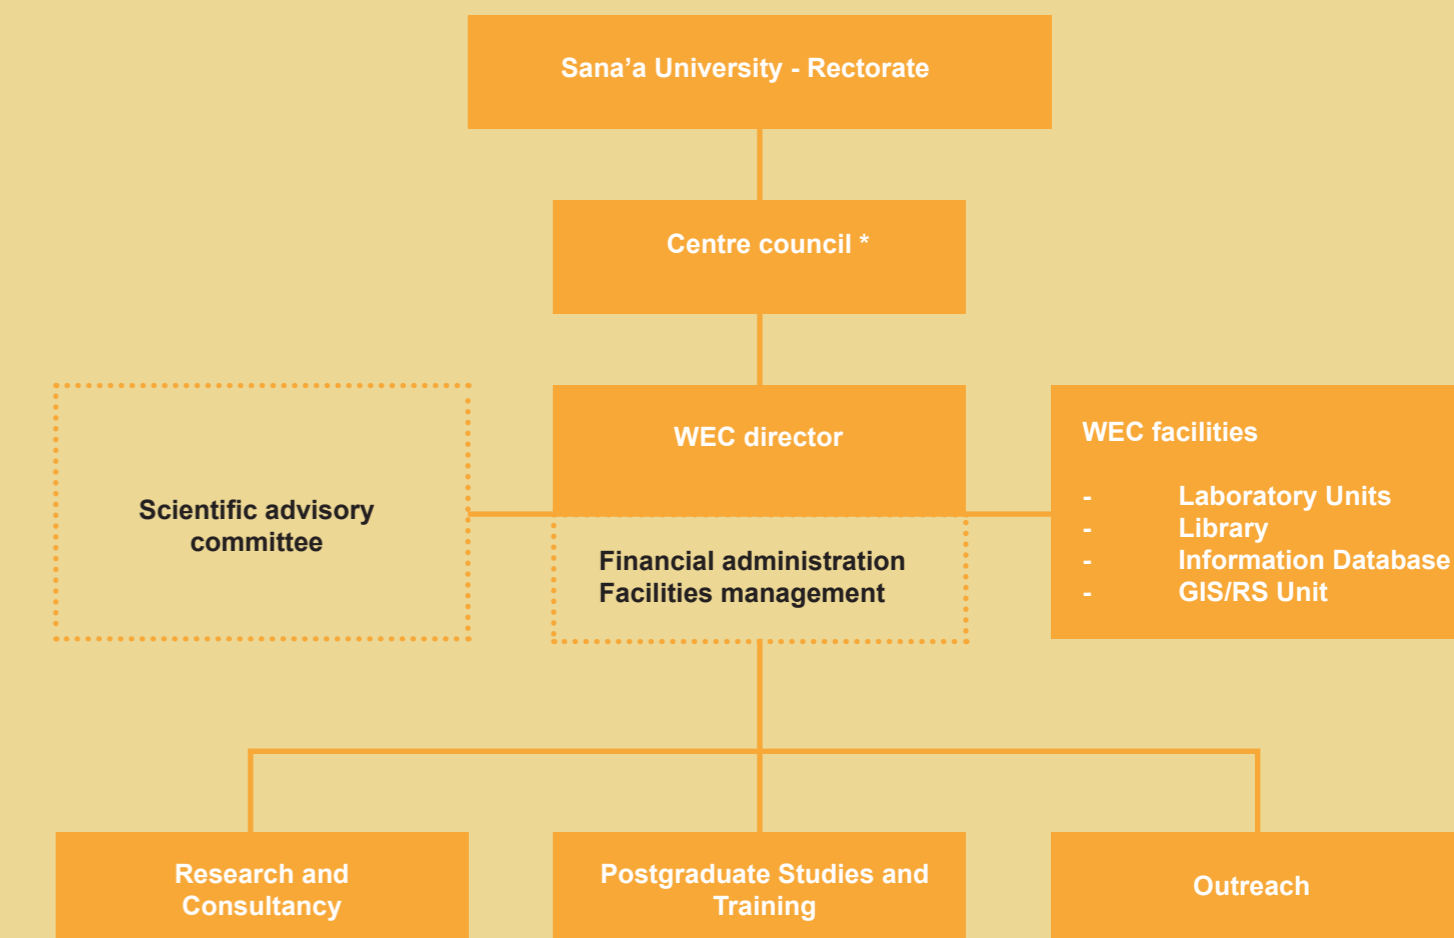 Sana’a University - Rectorate
Centre council *
Scientific advisory
committee
WEC director
Financial administration
Facilities management
WEC facilities
- Laboratory Units
- Library
- Information Database
- GIS/RS Unit
Research and
Consultancy
Postgraduate Studies and
Training
Outreach